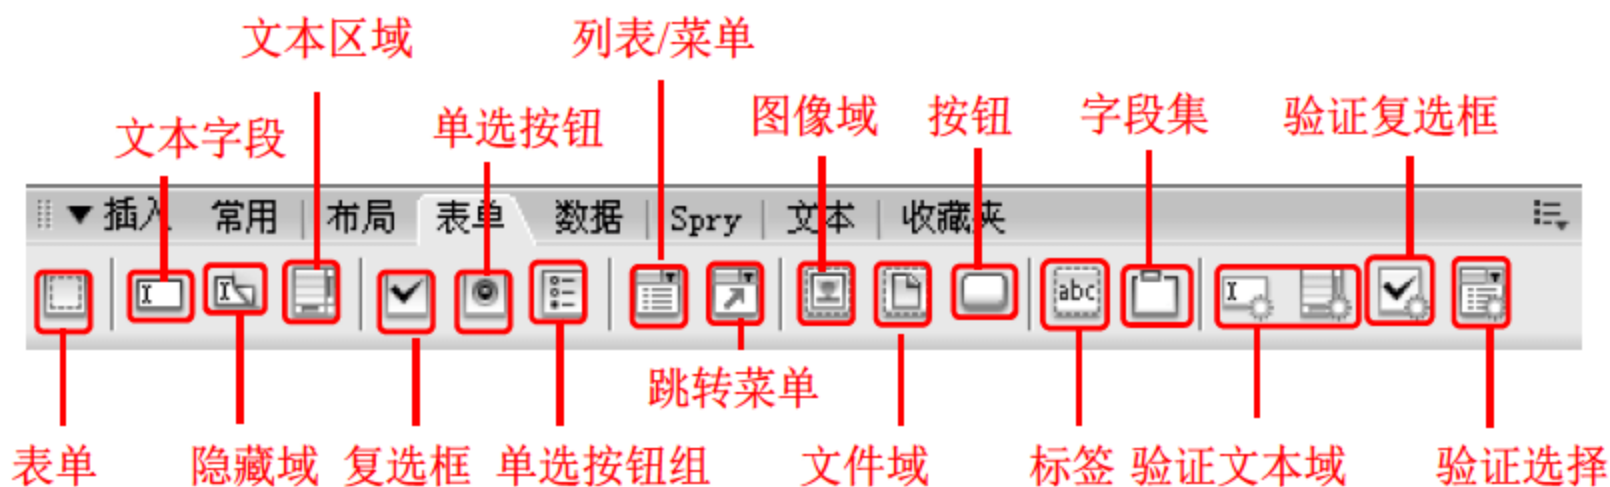 文本区域 列表/菜单
文本字段 单选按钮 图像域 按钮 字段集 验证复选框
插入 常用 布局 表单 数据 Spry 文本 收藏夹
abc
跳转菜单
表单 隐藏域 复选框 单选按钮组 文件域 标签 验证文本域 验证选择